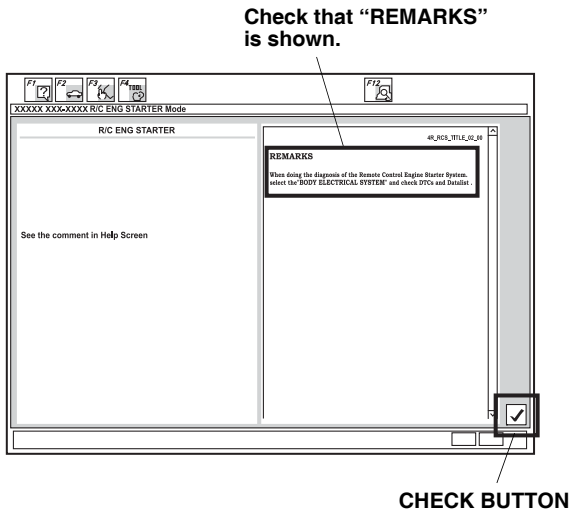 Check that “REMARKS”
is shown.
F1
F2
F3
F4
TOOL
F12
XXXXX XXX-XXXX R/C ENG STARTER Mode
R/C ENG STARTER
See the comment in Help Screen
4R_RCS_TITLE_02_00
REMARKS
When doing the diagnosis of the Remote Control Engine Starter System.
select the"BODY ELECTRICAL SYSTEM" and check DTCs and Datalist .
CHECK BUTTON